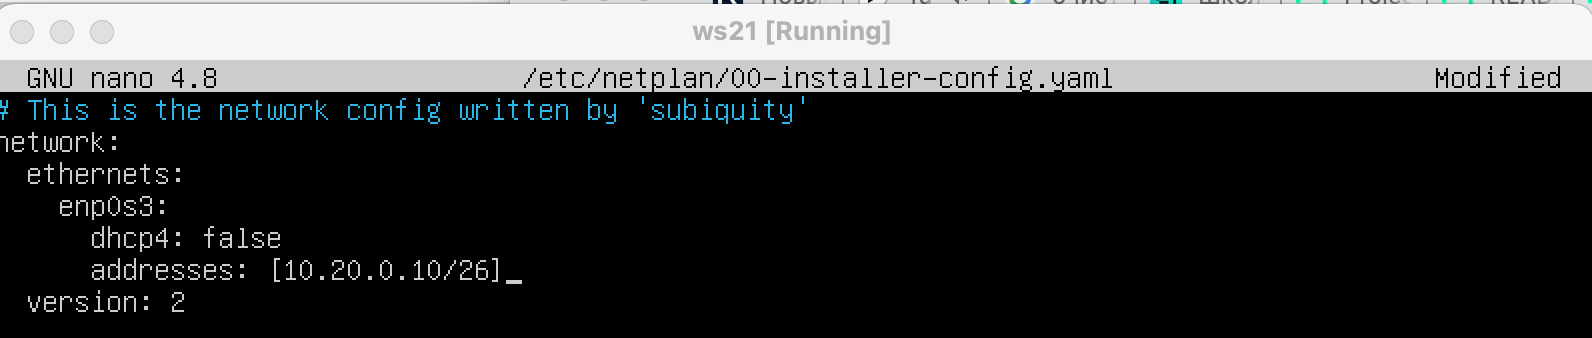 ws21 [Running]
GNU nano 4.8 /etc/netplan/00-installer-config.yaml Modified
# This is the network config written by 'subiquity'
network:
  ethernets:
    enp0s3:
      dhcp4: false
      addresses: [10.20.0.10/26]
  version: 2